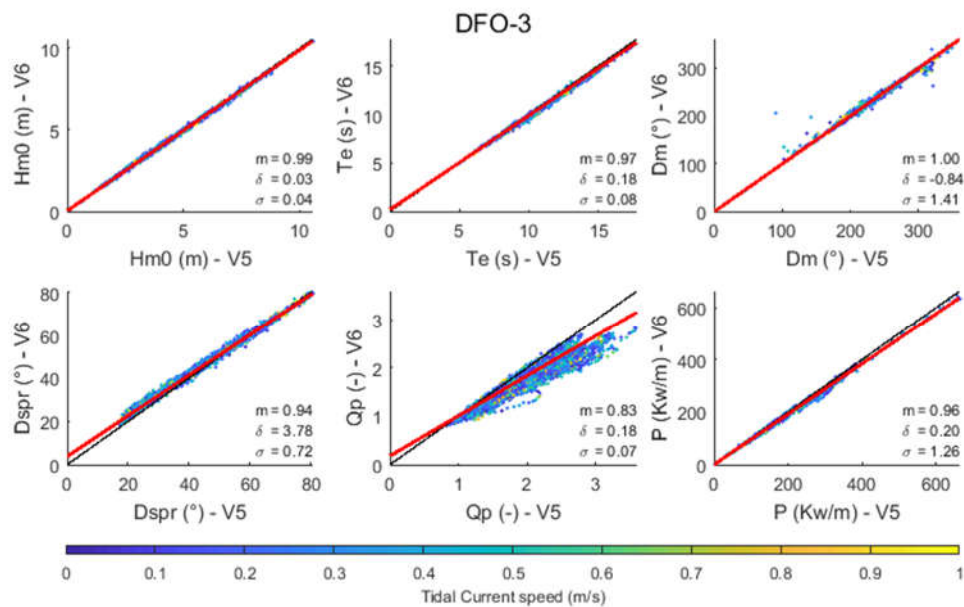 DFO-3
10
5
0
Hm0 (m) - V6
m = 0.99
δ = 0.03
σ = 0.04
0 5 10
Hm0 (m) - V5
15
10
5
0
Te (s) - V6
m = 0.97
δ = 0.18
σ = 0.08
0 5 10 15
Te (s) - V5
300
200
100
0
Dm (°) - V6
m = 1.00
δ = -0.84
σ = 1.41
0 100 200 300
Dm (°) - V5
80
60
40
20
0
Dspr (°) - V6
m = 0.94
δ = 3.78
σ = 0.72
0 20 40 60 80
Dspr (°) - V5
3
2
1
0
Qp (-) - V6
m = 0.83
δ = 0.18
σ = 0.07
0 1 2 3
Qp (-) - V5
600
400
200
0
P (Kw/m) - V6
m = 0.96
δ = 0.20
σ = 1.26
0 200 400 600
P (Kw/m) - V5
0 0.1 0.2 0.3 0.4 0.5 0.6 0.7 0.8 0.9 1
Tidal Current speed (m/s)